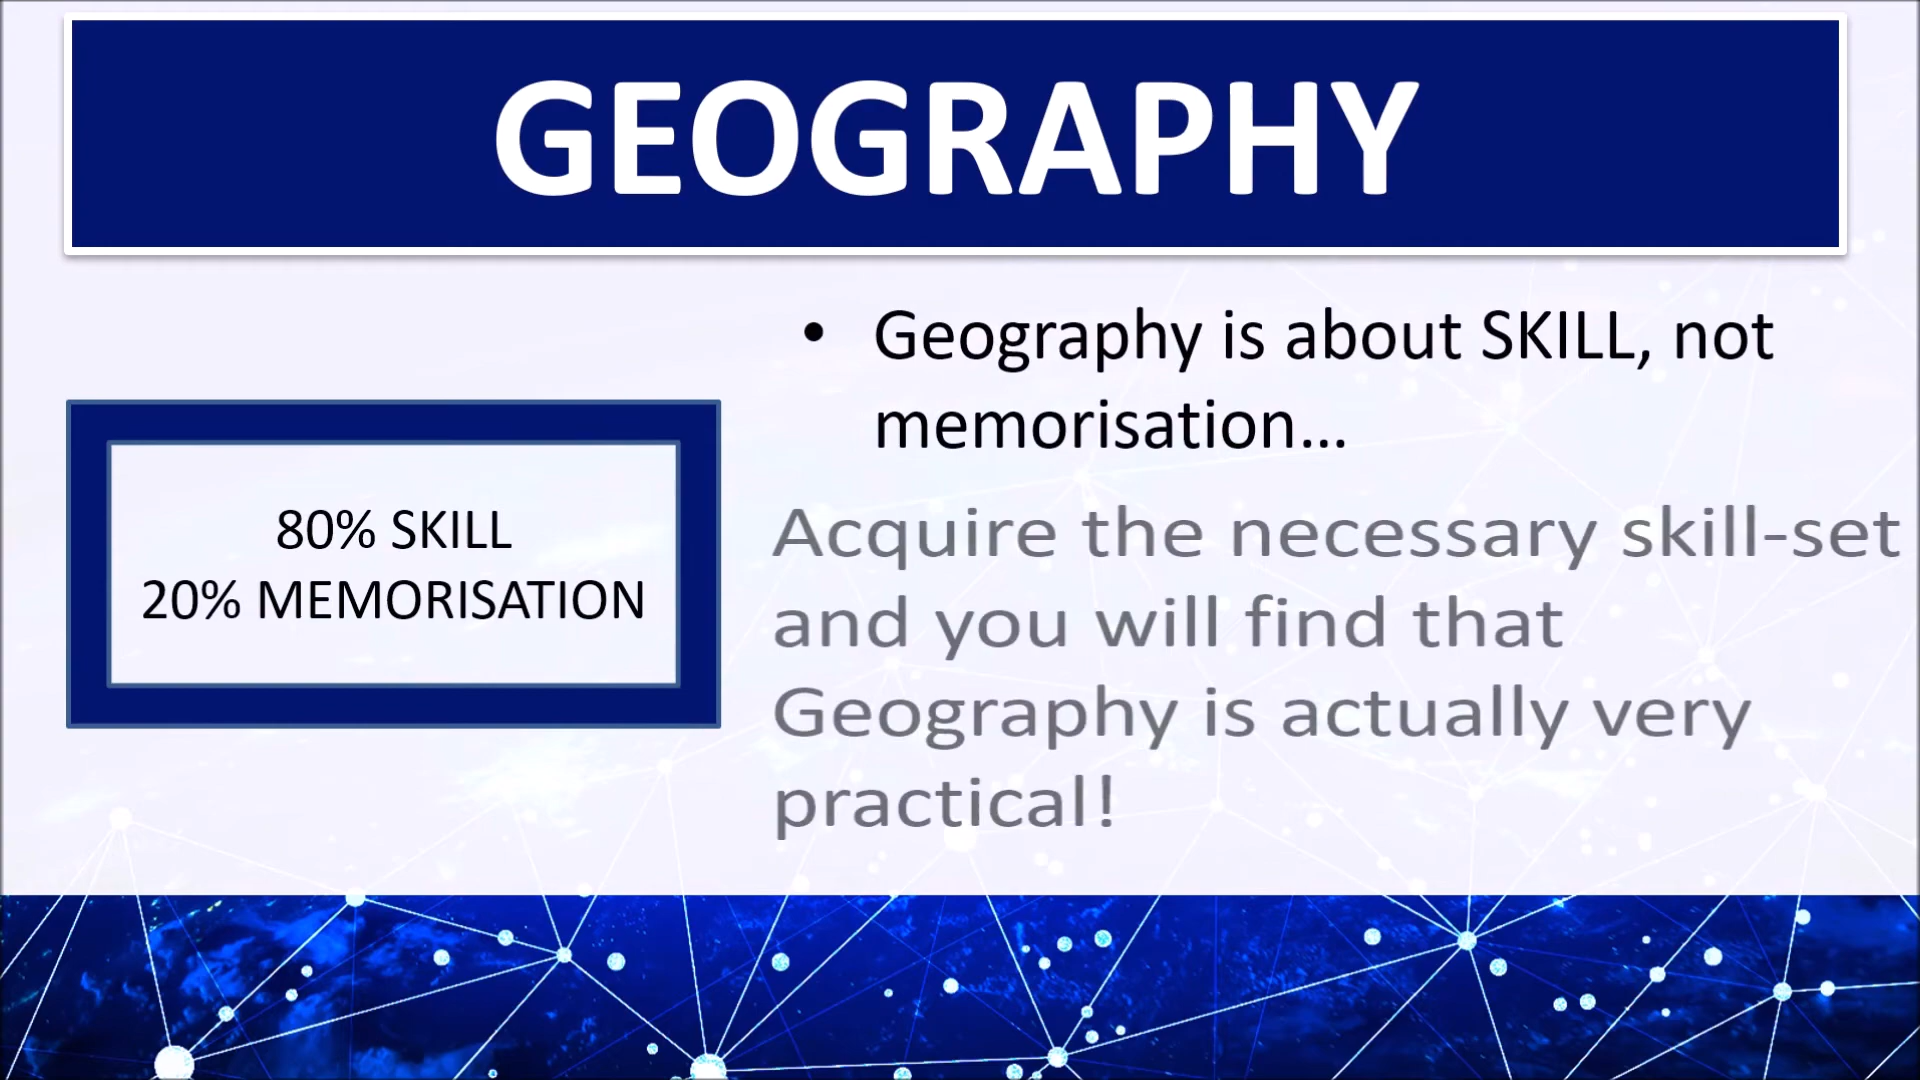 GEOGRAPHY
80% SKILL
20% MEMORISATION
• Geography is about SKILL, not
memorisation...
Acquire the necessary skill-set
and you will find that
Geography is actually very
practical!